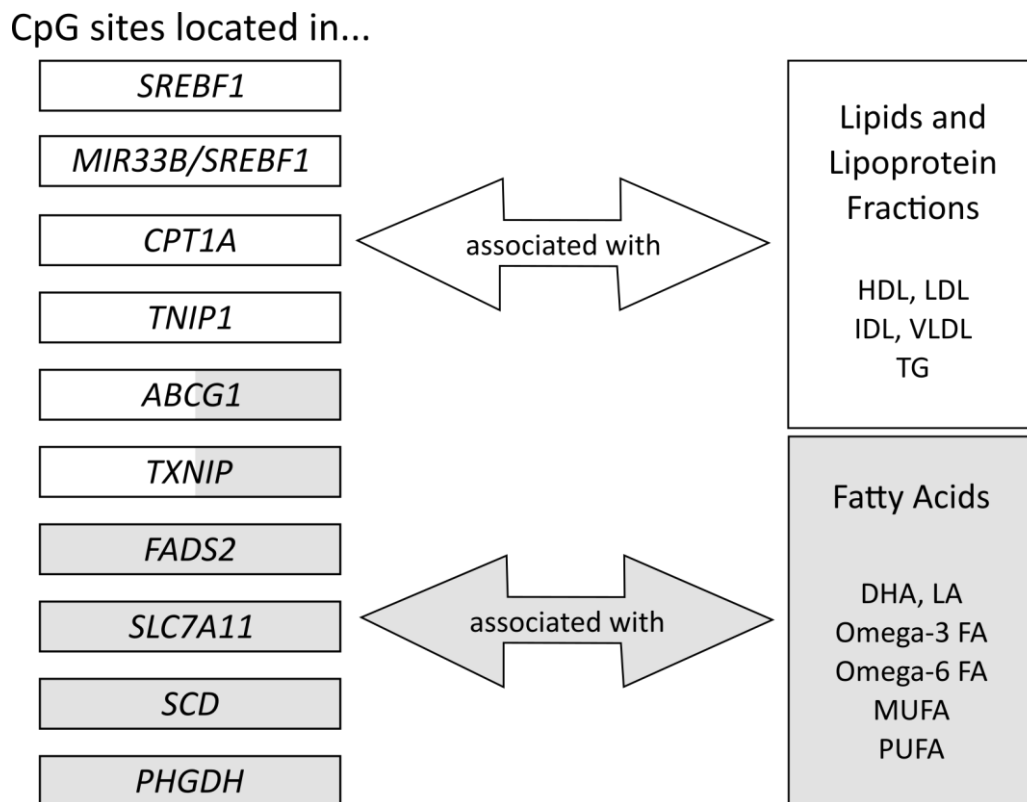 CpG sites located in...
SREBF1
MIR33B/SREBF1
CPT1A
TNIP1
ABCG1
TXNIP
FADS2
SLC7A11
SCD
PHGDH
associated with
associated with
Lipids and
Lipoprotein
Fractions
HDL, LDL
IDL, VLDL
TG
Fatty Acids
DHA, LA
Omega-3 FA
Omega-6 FA
MUFA
PUFA